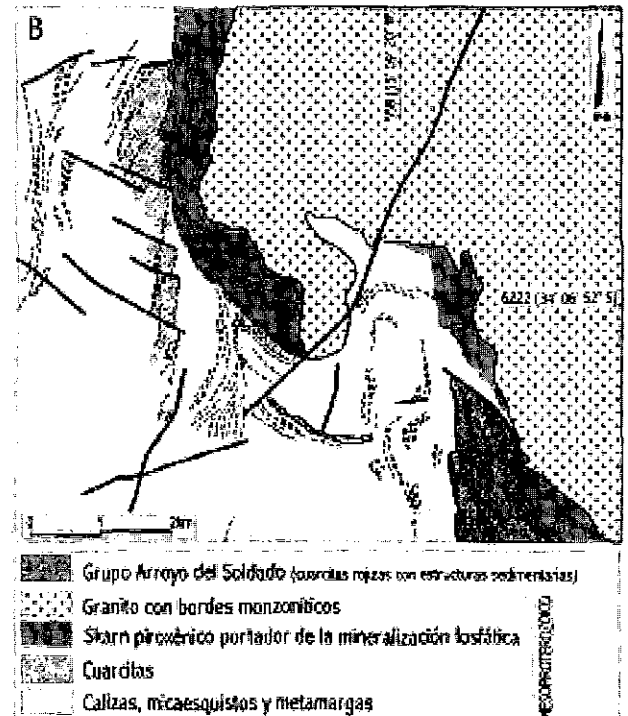 B
6222 (34° 06' 52" S)
2km
Grupo Arroyo del Soldado (cuarcitas rojizas con estructuras sedimentarias)
Granito con bordes monzoníticos
Skarn piroxénico portador de la mineralización fosfática
Cuarcitas
Calizas, micaesquistos y metamargas
MESOPROTEROZOICO